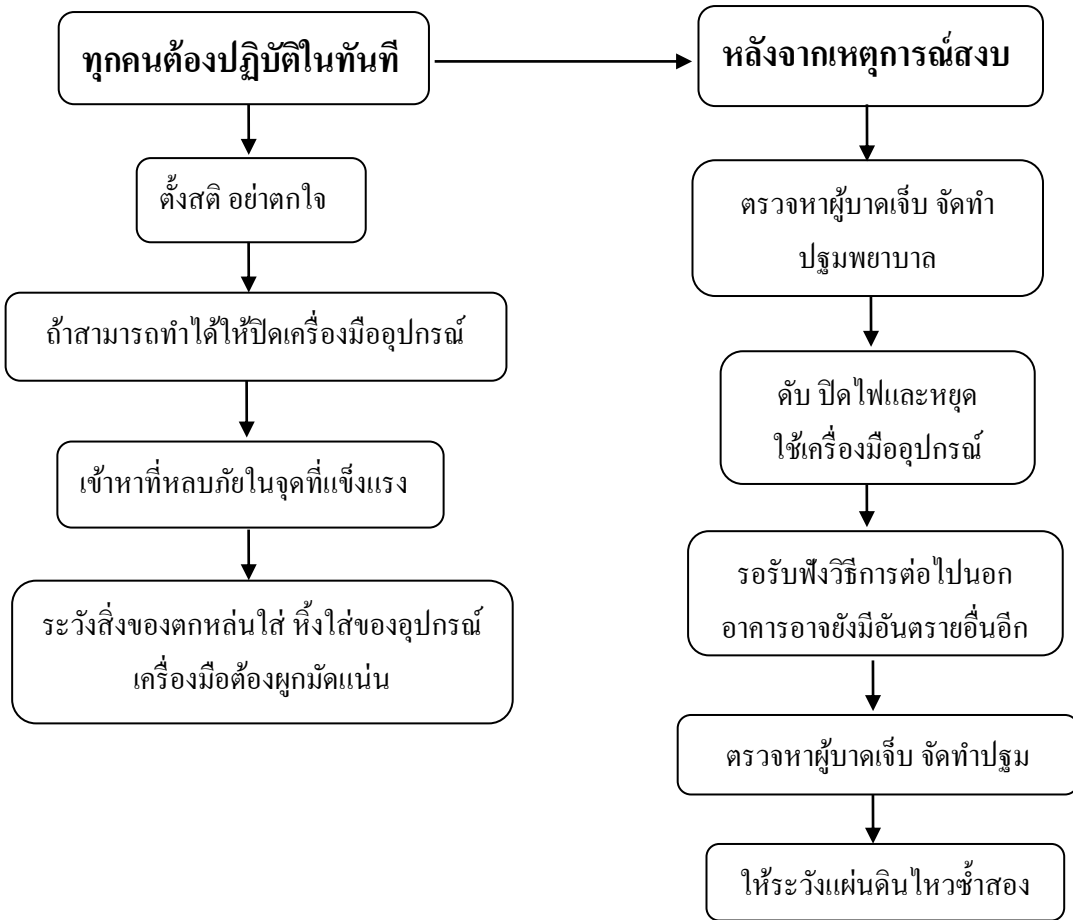 ทุกคนต้องปฏิบัติในทันที
ตั้งสติ อย่าตกใจ
ถ้าสามารถทำได้ให้ปิดเครื่องมืออุปกรณ์
เข้าหาที่หลบภัยในจุดที่แข็งแรง
ระวังสิ่งของตกหล่นใส่ หิ้งใส่ของอุปกรณ์
เครื่องมือต้องผูกมัดแน่น
หลังจากเหตุการณ์สงบ
ตรวจหาผู้บาดเจ็บ จัดทำ
ปฐมพยาบาล
ดับ ปิดไฟและหยุด
ใช้เครื่องมืออุปกรณ์
รอรับฟังวิธีการต่อไปนอก
อาคารอาจยังมีอันตรายอื่นอีก
ตรวจหาผู้บาดเจ็บ จัดทำปฐม
ให้ระวังแผ่นดินไหวซ้ำสอง